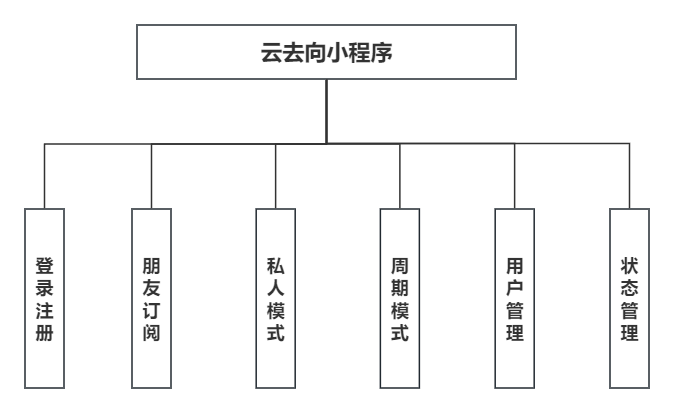 云去向小程序
登录注册
朋友订阅
私人模式
周期模式
用户管理
状态管理